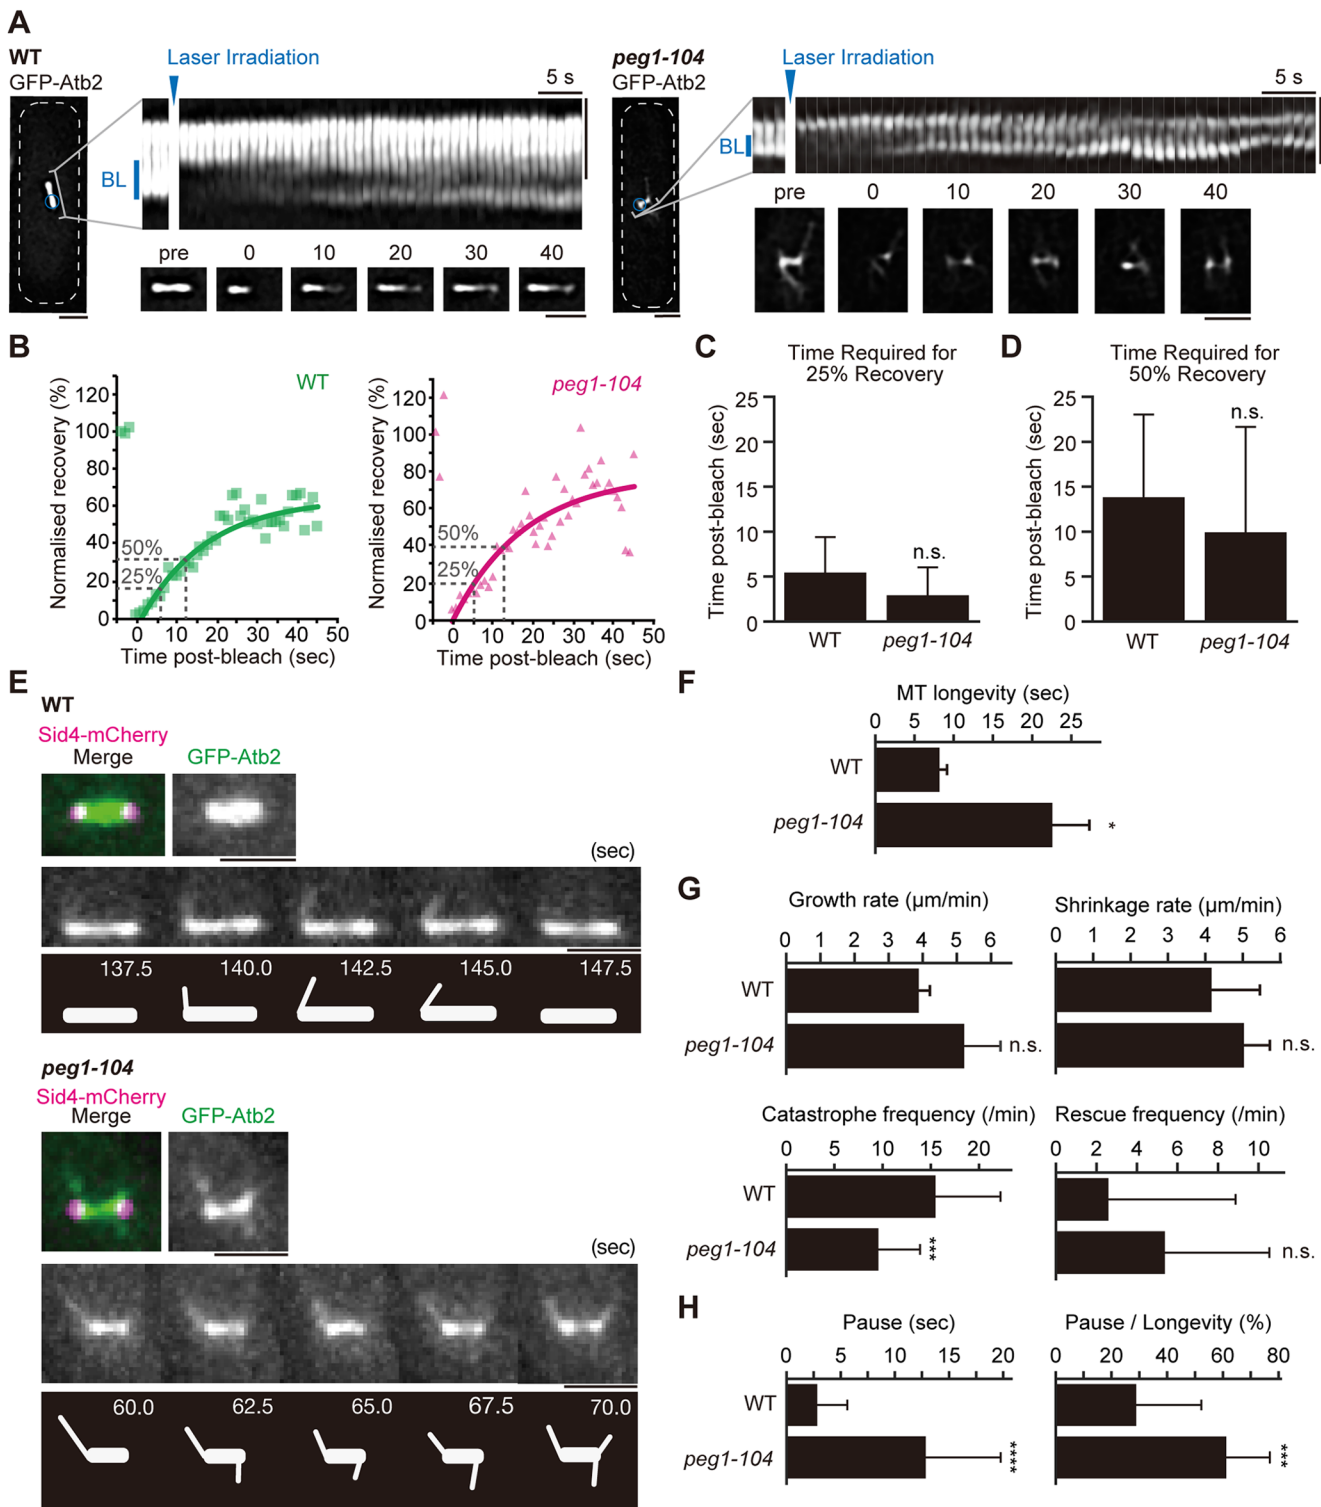 A
WT
GFP-Atb2
Laser Irradiation
5 s
BL
pre 0 10 20 30 40
peg1-104
GFP-Atb2
Laser Irradiation
5 s
BL
pre 0 10 20 30 40
B
WT
Normalised recovery (%)
120
100
80
60
40
20
0
50%
25%
0 10 20 30 40 50
Time post-bleach (sec)
peg1-104
Normalised recovery (%)
120
100
80
60
40
20
0
50%
25%
0 10 20 30 40 50
Time post-bleach (sec)
C
Time Required for
25% Recovery
Time post-bleach (sec)
25
20
15
10
5
0
n.s.
WT peg1-104
D
Time Required for
50% Recovery
Time post-bleach (sec)
25
20
15
10
5
0
n.s.
WT peg1-104
E
WT
Sid4-mCherry
Merge
GFP-Atb2
(sec)
137.5 140.0 142.5 145.0 147.5
peg1-104
Sid4-mCherry
Merge
GFP-Atb2
(sec)
60.0 62.5 65.0 67.5 70.0
F
MT longevity (sec)
0 5 10 15 20 25
WT
peg1-104
*
G
Growth rate (μm/min)
0 1 2 3 4 5 6
WT
peg1-104
n.s.
Shrinkage rate (μm/min)
0 1 2 3 4 5 6
n.s.
Catastrophe frequency (/min)
0 5 10 15 20
WT
peg1-104
***
Rescue frequency (/min)
0 2 4 6 8 10
n.s.
H
Pause (sec)
0 5 10 15 20
WT
peg1-104
****
Pause / Longevity (%)
0 20 40 60 80
***